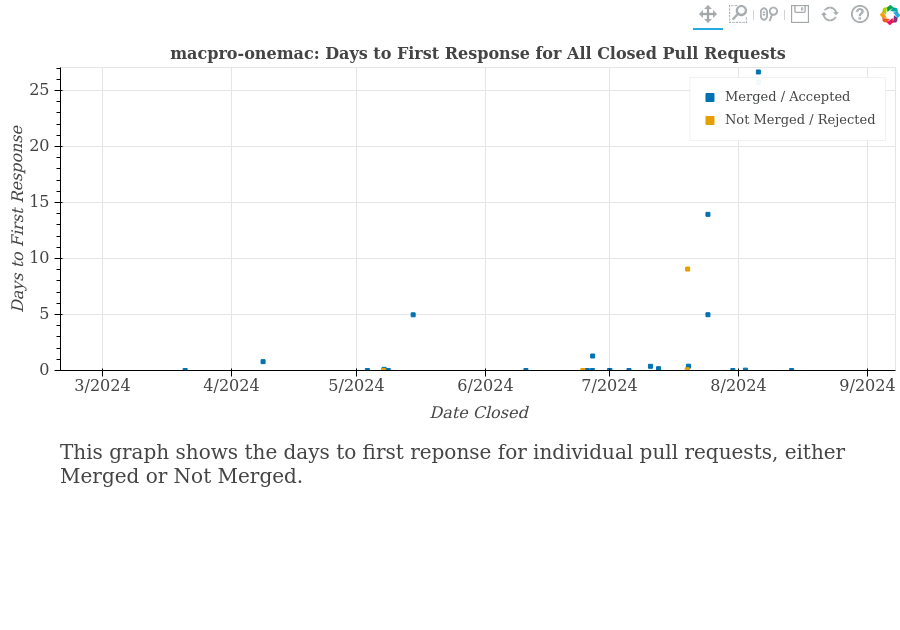 macpro-onemac: Days to First Response for All Closed Pull Requests
Merged / Accepted
Not Merged / Rejected
Days to First Response
25
20
15
10
5
0
3/2024 4/2024 5/2024 6/2024 7/2024 8/2024 9/2024
Date Closed
This graph shows the days to first reponse for individual pull requests, either
Merged or Not Merged.